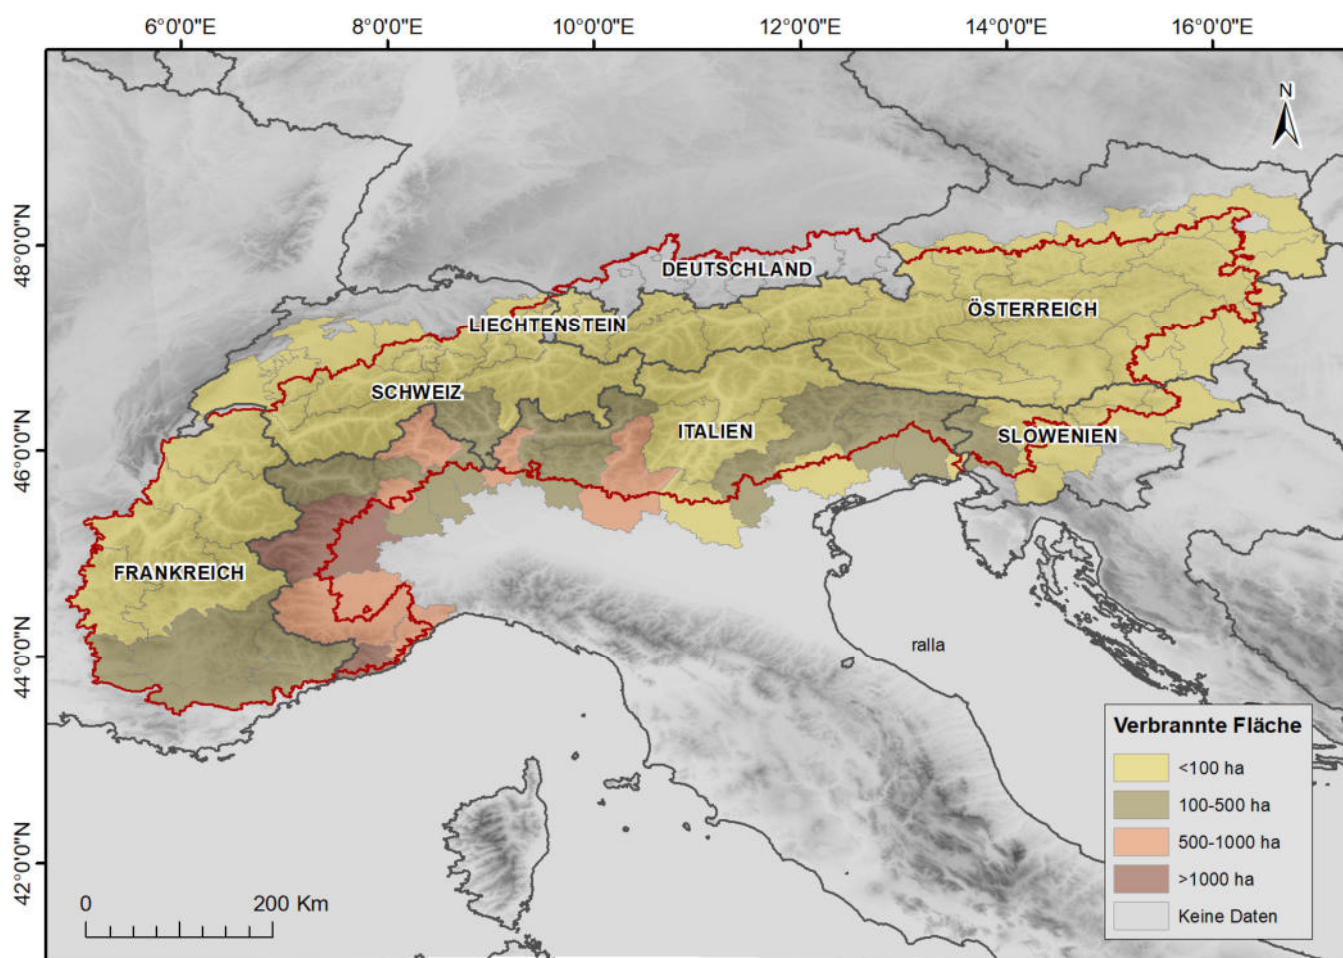 6°0'0"E 8°0'0"E 10°0'0"E 12°0'0"E 14°0'0"E 16°0'0"E
N
48°0'0"N
DEUTSCHLAND
ÖSTERREICH
LIECHTENSTEIN
SCHWEIZ
46°0'0"N
ITALIEN
SLOWENIEN
FRANKREICH
44°0'0"N
ralla
Verbrannte Fläche
<100 ha
100-500 ha
500-1000 ha
>1000 ha
Keine Daten
42°0'0"N
0 200 Km